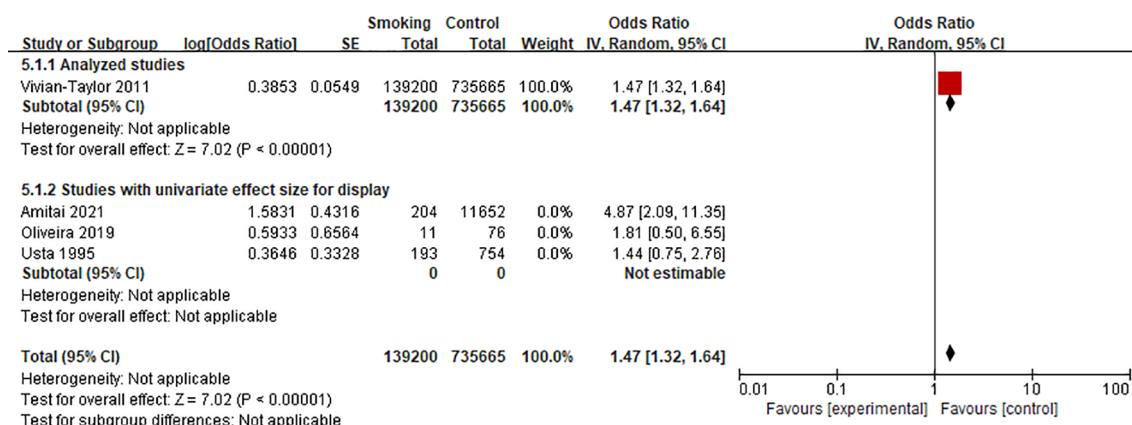 Smoking Control Odds Ratio Odds Ratio
Study or Subgroup log[Odds Ratio] SE Total Total Weight IV, Random, 95% CI IV, Random, 95% CI
5.1.1 Analyzed studies
Vivian-Taylor 2011 0.3853 0.0549 139200 735665 100.0% 1.47 [1.32, 1.64]
Subtotal (95% CI) 139200 735665 100.0% 1.47 [1.32, 1.64]
Heterogeneity: Not applicable
Test for overall effect: Z = 7.02 (P < 0.00001)
5.1.2 Studies with univariate effect size for display
Amitai 2021 1.5831 0.4316 204 11652 0.0% 4.87 [2.09, 11.35]
Oliveira 2019 0.5933 0.6564 11 76 0.0% 1.81 [0.50, 6.55]
Usta 1995 0.3646 0.3328 193 754 0.0% 1.44 [0.75, 2.76]
Subtotal (95% CI) 0 0 Not estimable
Heterogeneity: Not applicable
Test for overall effect: Not applicable
Total (95% CI) 139200 735665 100.0% 1.47 [1.32, 1.64]
Heterogeneity: Not applicable
Test for overall effect: Z = 7.02 (P < 0.00001)
Test for subgroup differences: Not applicable
0.01 0.1 1 10 100
Favours [experimental] Favours [control]